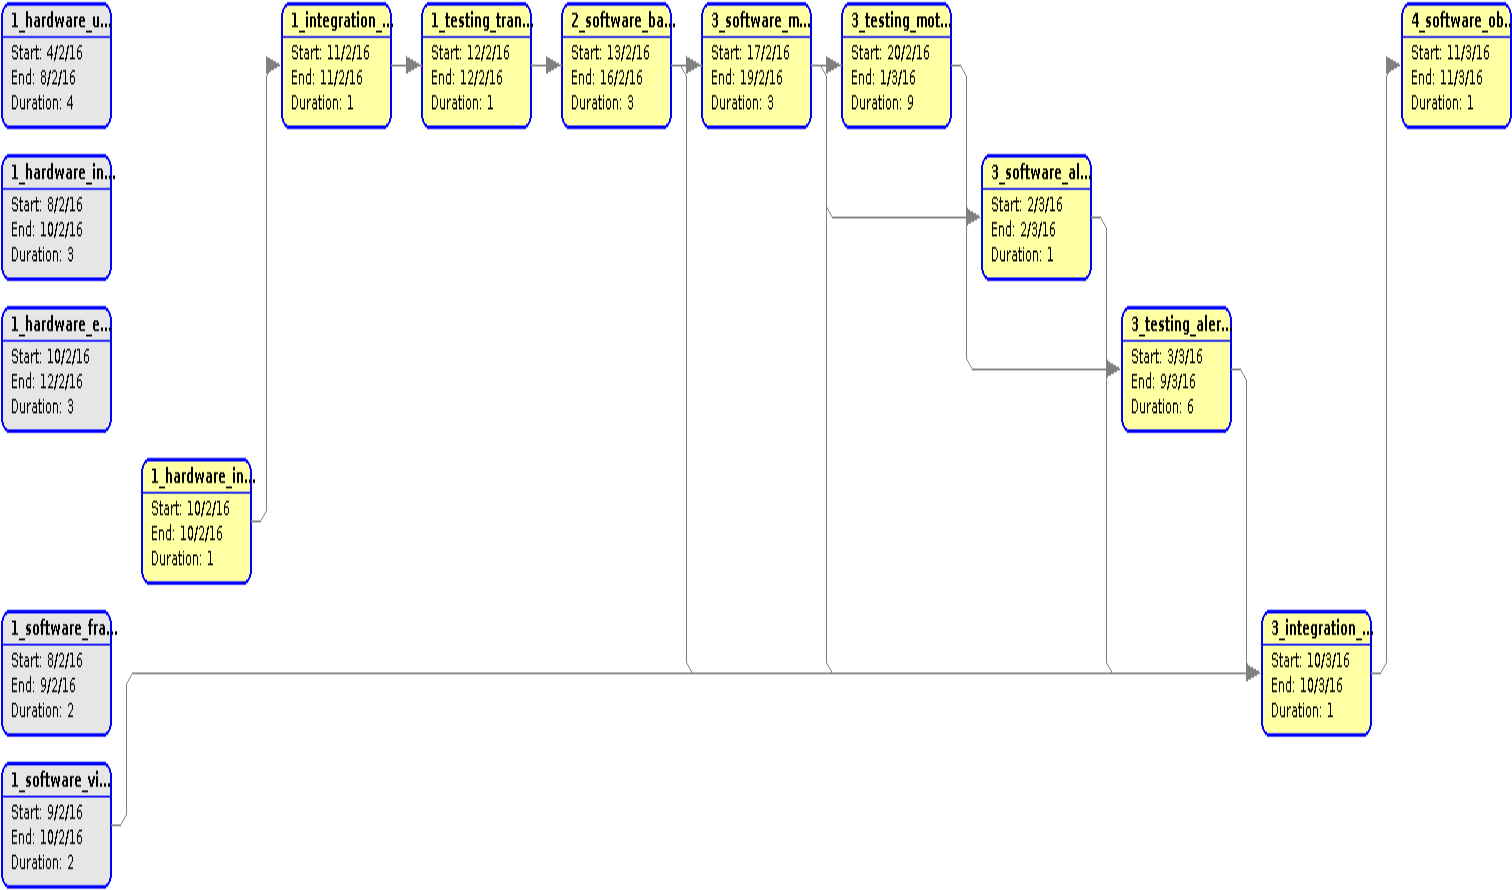 1_hardware_u...
Start: 4/2/16
End: 8/2/16
Duration: 4
1_integration_...
Start: 11/2/16
End: 11/2/16
Duration: 1
1_testing_tran...
Start: 12/2/16
End: 12/2/16
Duration: 1
2_software_ba...
Start: 13/2/16
End: 16/2/16
Duration: 3
3_software_m...
Start: 17/2/16
End: 19/2/16
Duration: 3
3_testing_mot...
Start: 20/2/16
End: 1/3/16
Duration: 9
4_software_ob...
Start: 11/3/16
End: 11/3/16
Duration: 1
1_hardware_in...
Start: 8/2/16
End: 10/2/16
Duration: 3
3_software_al...
Start: 2/3/16
End: 2/3/16
Duration: 1
1_hardware_e...
Start: 10/2/16
End: 12/2/16
Duration: 3
3_testing_aler...
Start: 3/3/16
End: 9/3/16
Duration: 6
1_hardware_in...
Start: 10/2/16
End: 10/2/16
Duration: 1
1_software_fra...
Start: 8/2/16
End: 9/2/16
Duration: 2
3_integration_...
Start: 10/3/16
End: 10/3/16
Duration: 1
1_software_vi...
Start: 9/2/16
End: 10/2/16
Duration: 2